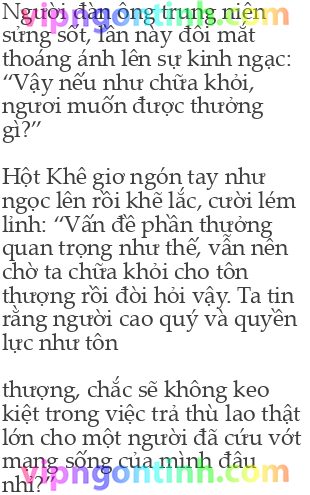 Người đàn ông trung niên
sửng sốt, lần này đôi mắt
thoáng ánh lên sự kinh ngạc:
“Vậy nếu như chữa khỏi,
ngươi muốn được thưởng
gì?”
Hột Khê giơ ngón tay như
ngọc lên rồi khẽ lắc, cười lém
linh: “Vấn đề phần thưởng
quan trọng như thế, vẫn nên
chờ ta chữa khỏi cho tôn
thượng rồi đòi hỏi vậy. Ta tin
rằng người cao quý và quyền
lực như tôn
thượng, chắc sẽ không keo
kiệt trong việc trả thù lao thật
lớn cho một người đã cứu vớt
mạng sống của mình đâu
nhỉ?”
vipngontinh.com
vipngontinh.com